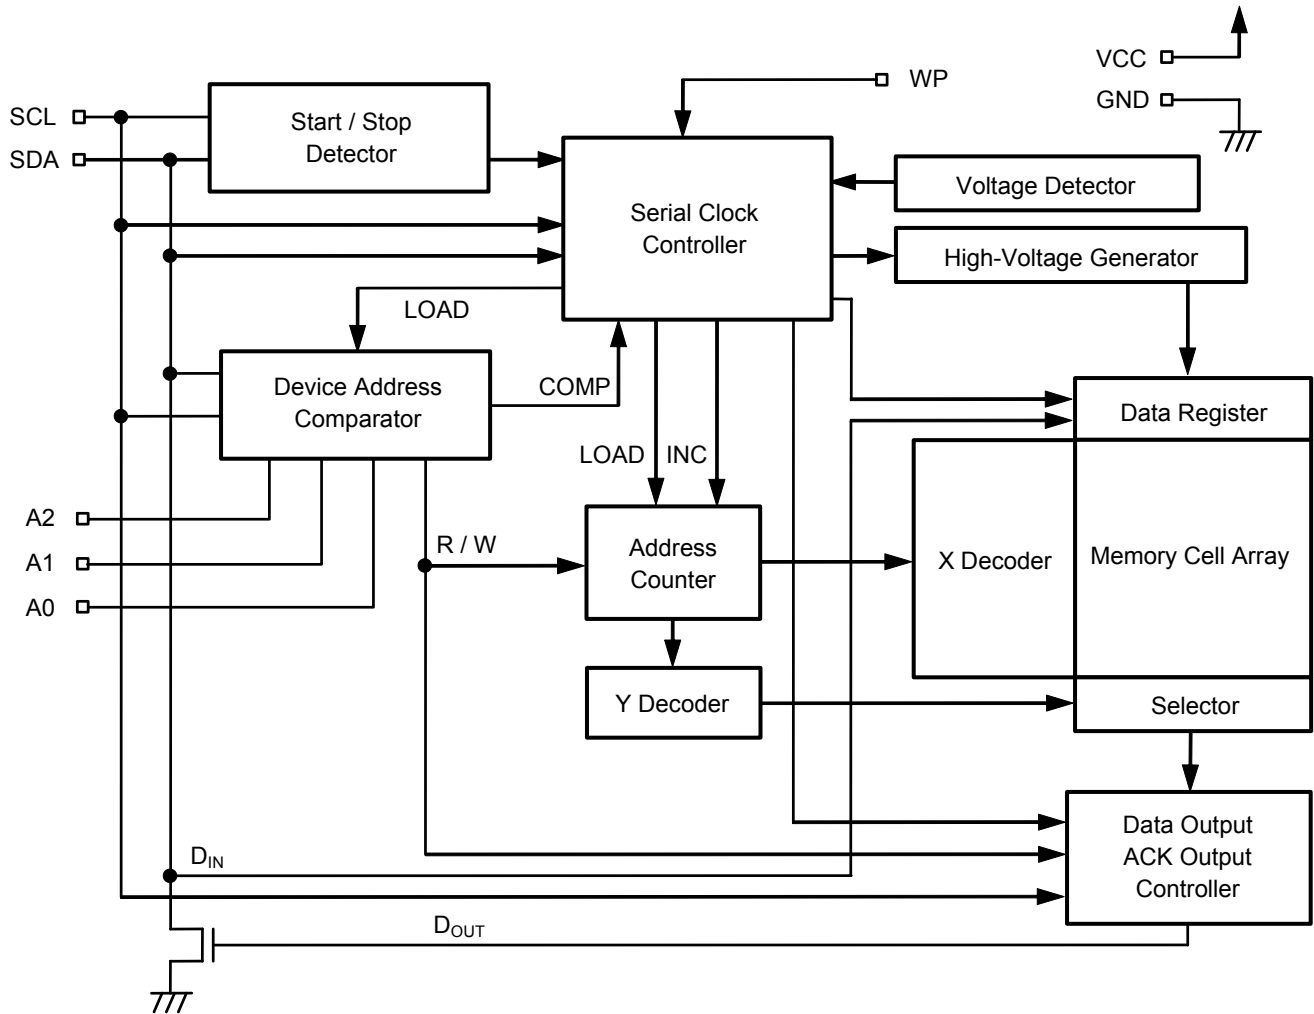 VCC
WP
GND
SCL
SDA
Start / Stop
Detector
Voltage Detector
Serial Clock
Controller
High-Voltage Generator
LOAD
Device Address
Comparator
COMP
Data Register
LOAD
INC
A2
A1
A0
R / W
Address
Counter
X Decoder
Memory Cell Array
Y Decoder
Selector
Data Output
ACK Output
Controller
DIN
DOUT